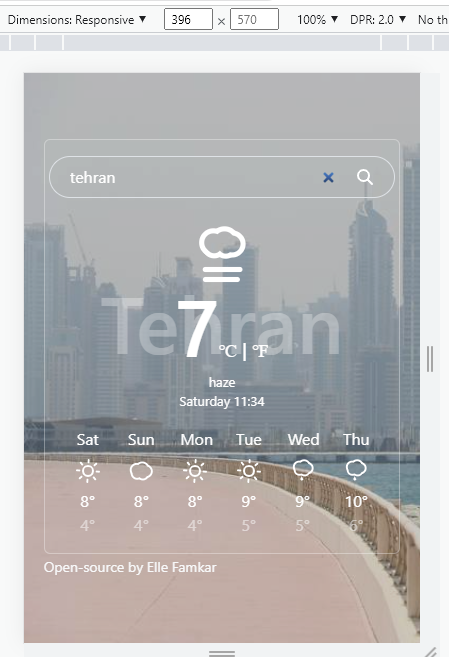 Dimensions: Responsive ▼ 396 × 570 100% ▼ DPR: 2.0 ▼ No th
tehran
Tehran
7 °C | °F
haze
Saturday 11:34
Sat Sun Mon Tue Wed Thu
8° 8° 8° 9° 9° 10°
4° 4° 4° 5° 5° 6°
Open-source by Elle Famkar